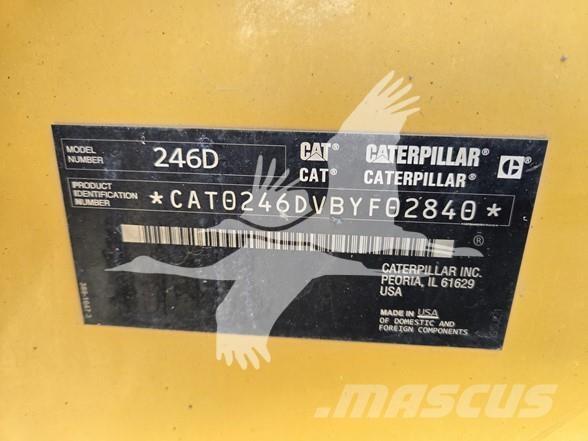 MODEL NUMBER 246D CAT® CATERPILLAR® C®
CAT® CATERPILLAR®
PRODUCT IDENTIFICATION NUMBER *CAT0246DVBYF02840*
®
CATERPILLAR INC.
PEORIA, IL 61629
USA
MADE IN USA
OF DOMESTIC AND
FOREIGN COMPONENTS
MASCUS